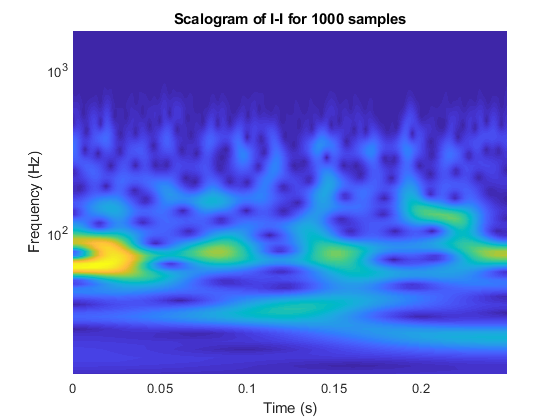 Scalogram of I-I for 1000 samples
10^3
10^2
Frequency (Hz)
0 0.05 0.1 0.15 0.2
Time (s)